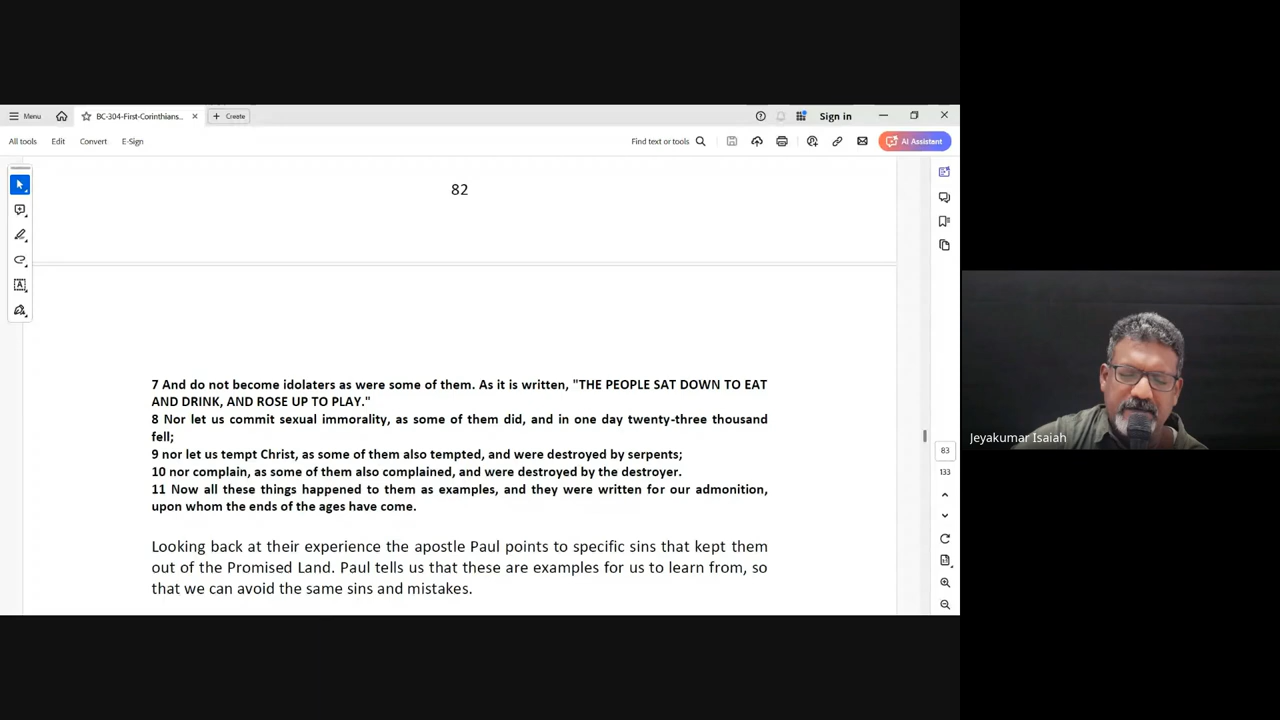 Menu
BC-304-First-Corinthians...
Create
Sign in
All tools
Edit
Convert
E-Sign
Find text or tools
AI Assistant
82
7 And do not become idolaters as were some of them. As it is written, "THE PEOPLE SAT DOWN TO EAT
AND DRINK, AND ROSE UP TO PLAY."
8 Nor let us commit sexual immorality, as some of them did, and in one day twenty-three thousand
fell;
9 nor let us tempt Christ, as some of them also tempted, and were destroyed by serpents;
10 nor complain, as some of them also complained, and were destroyed by the destroyer.
11 Now all these things happened to them as examples, and they were written for our admonition,
upon whom the ends of the ages have come.
Looking back at their experience the apostle Paul points to specific sins that kept them
out of the Promised Land. Paul tells us that these are examples for us to learn from, so
that we can avoid the same sins and mistakes.
83
133
Jeyakumar Isaiah